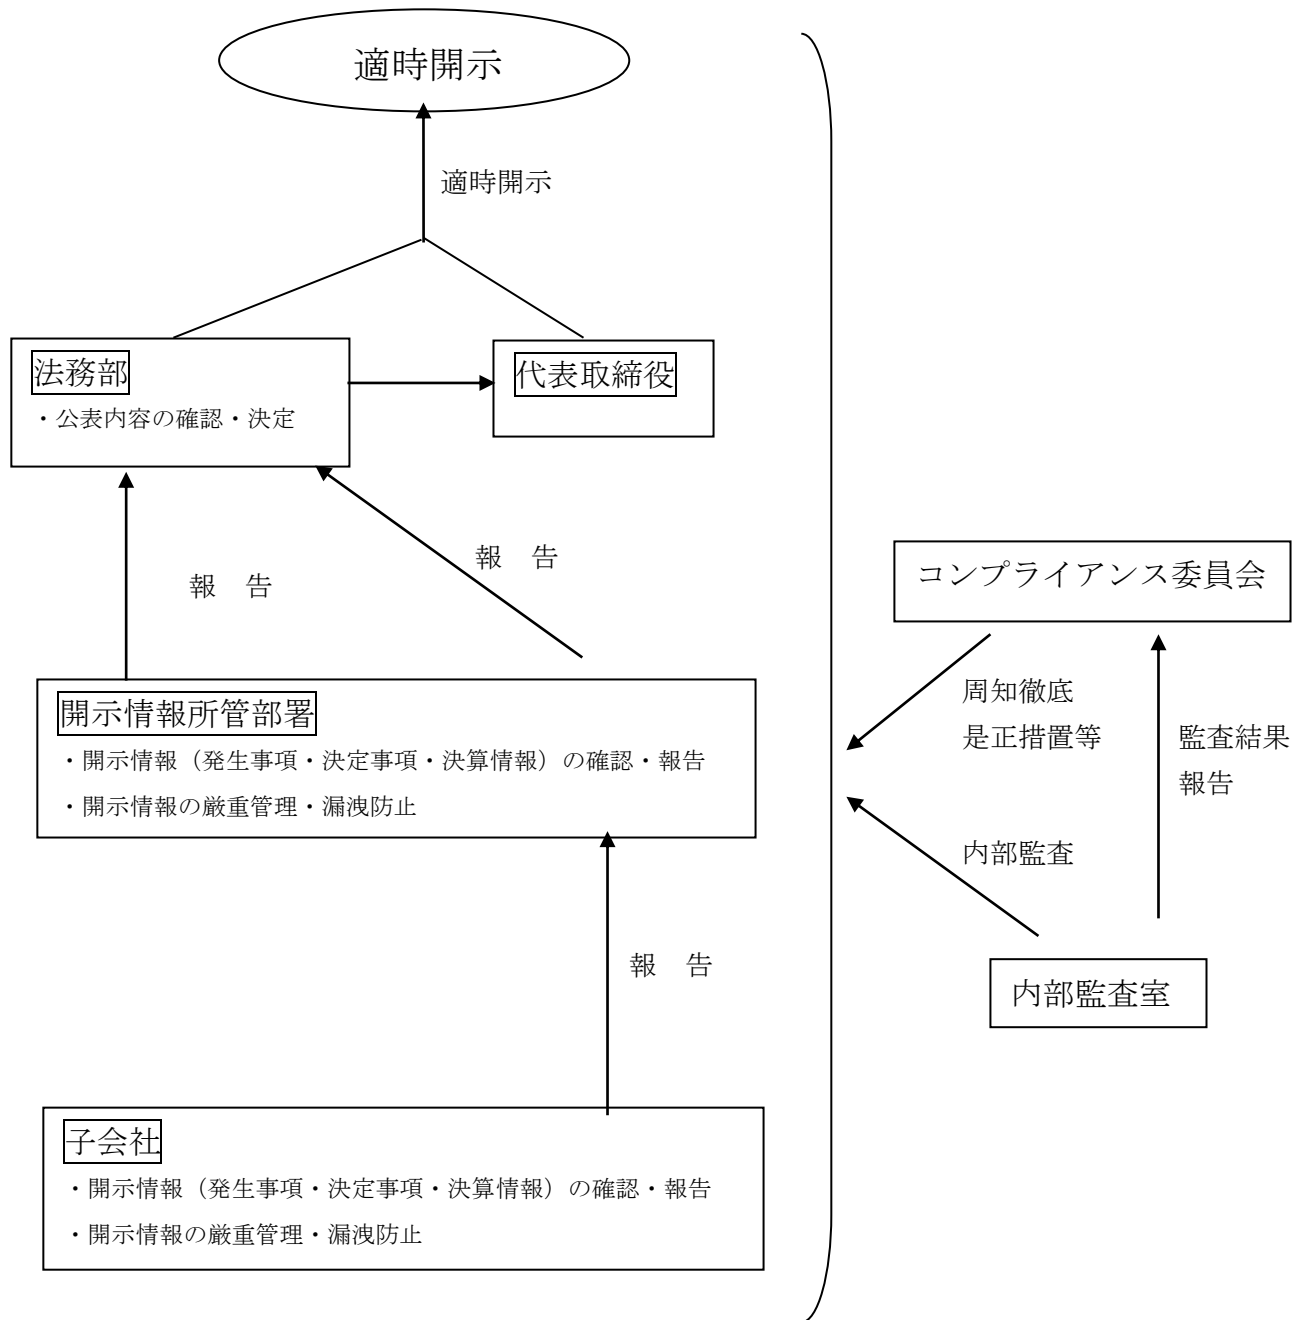 適時開示
適時開示
法務部
・公表内容の確認・決定
代表取締役
報　告
報　告
開示情報所管部署
・開示情報（発生事項・決定事項・決算情報）の確認・報告
・開示情報の厳重管理・漏洩防止
報　告
子会社
・開示情報（発生事項・決定事項・決算情報）の確認・報告
・開示情報の厳重管理・漏洩防止
コンプライアンス委員会
周知徹底
是正措置等
監査結果
報告
内部監査
内部監査室